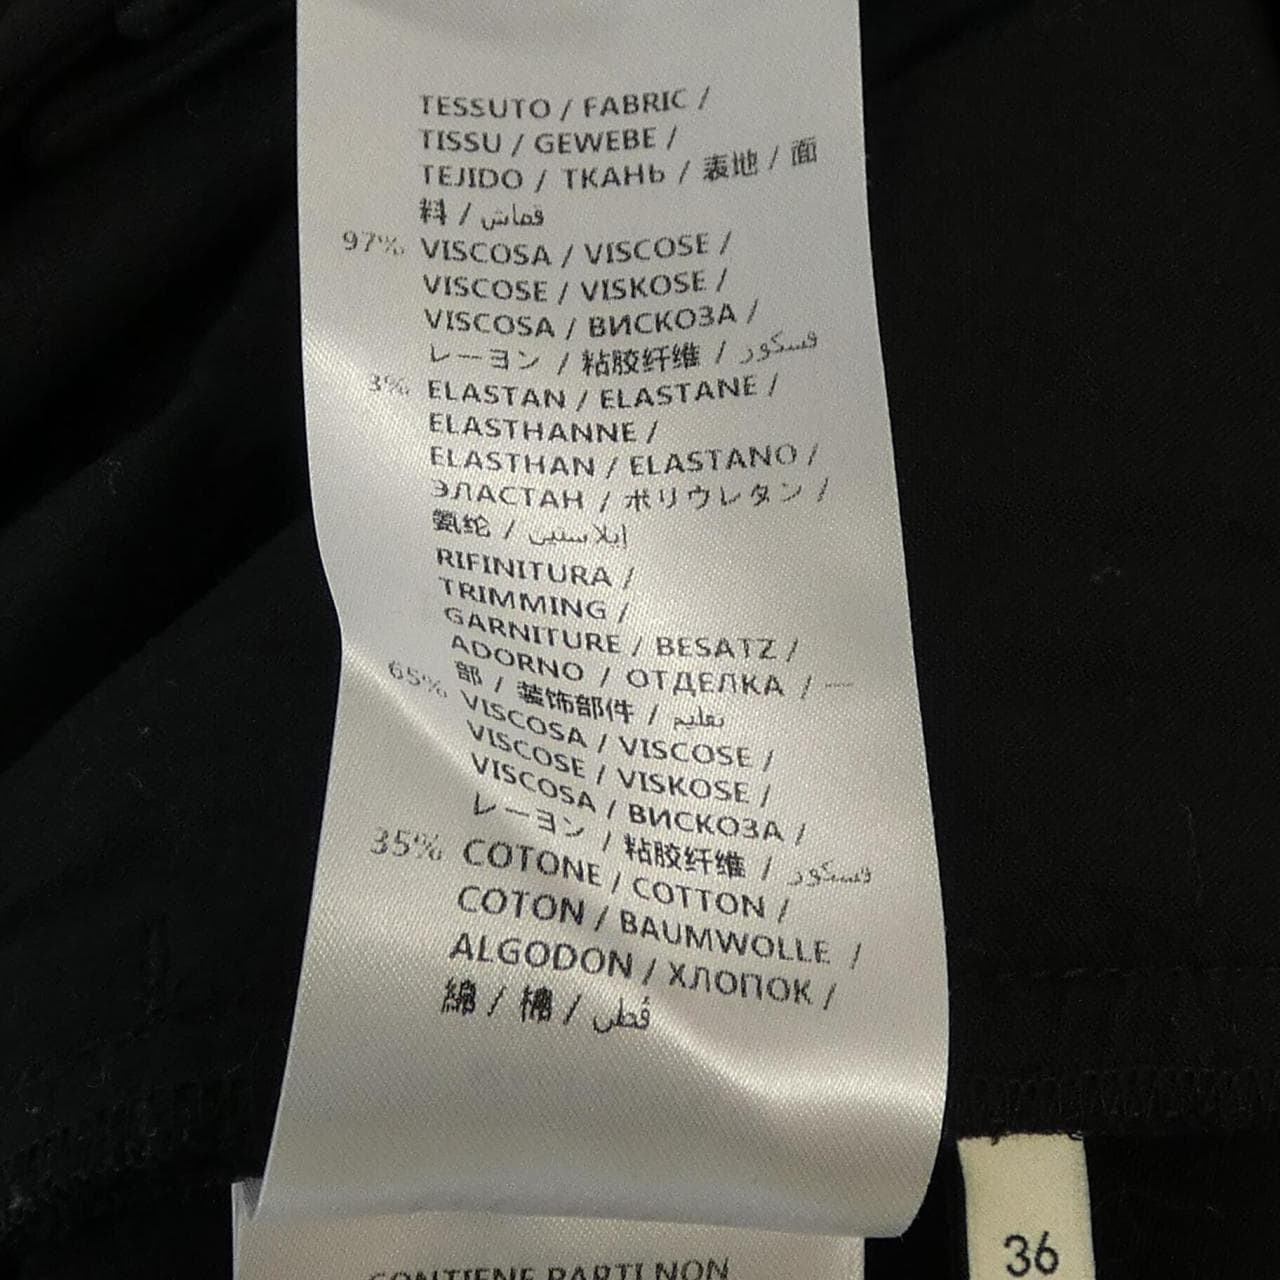 TESSUTO / FABRIC /
TISSU / GEWEBE /
TEJIDO / ТКАНЬ / 表地 / 面
料 / قماش
97% VISCOSA / VISCOSE /
VISCOSE / VISKOSE /
VISCOSA / ВИСКОЗА /
レーヨン / 粘胶纤维 / فسكوز
3% ELASTAN / ELASTANE /
ELASTHANNE /
ELASTHAN / ELASTANO /
ЭЛАСТАН / ポリウレタン /
氨纶 / إيلاستين
RIFINITURA /
TRIMMING /
GARNITURE / BESATZ /
ADORNO / ОТДЕЛКА / 一
部 / 装饰部件 / تقليم
65% VISCOSA / VISCOSE /
VISCOSE / VISKOSE /
VISCOSA / ВИСКОЗА /
レーヨン / 粘胶纤维 / فسكوز
35% COTONE / COTTON /
COTON / BAUMWOLLE /
ALGODON / ХЛОПОК /
綿 / 棉 / قطن
CONTIENE PARTI NON
36